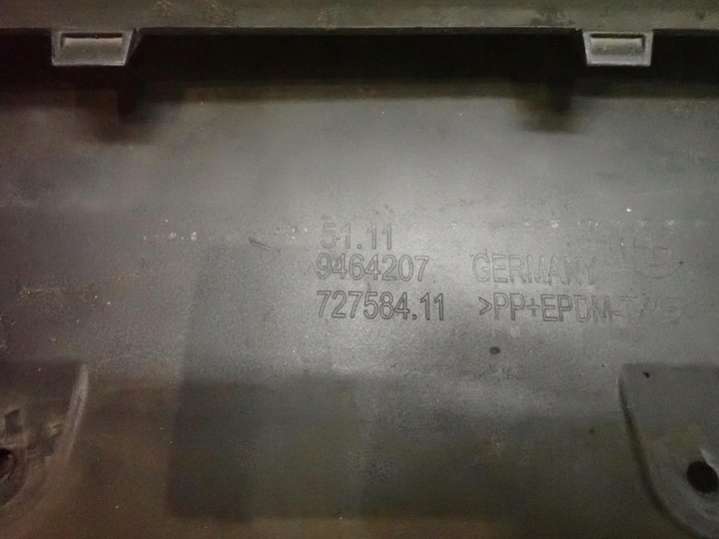 51.11
9464207 GERMANY
727584.11 >PP+EPDM-